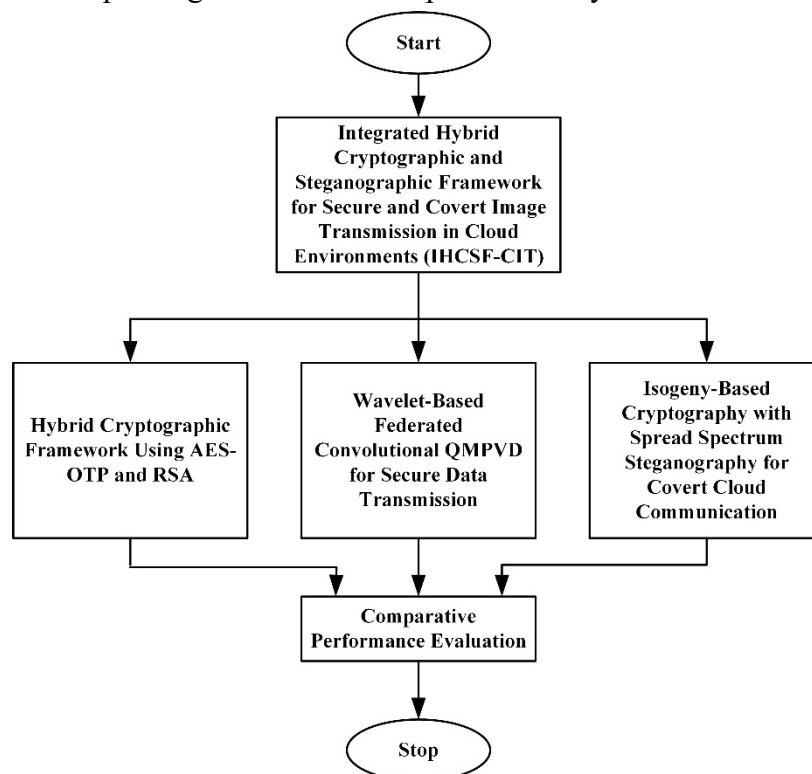 Start
Integrated Hybrid
Cryptographic and
Steganographic Framework
for Secure and Covert Image
Transmission in Cloud
Environments (IHCSF-CIT)
Hybrid Cryptographic
Framework Using AES-
OTP and RSA
Wavelet-Based
Federated
Convolutional QMPVD
for Secure Data
Transmission
Isogeny-Based
Cryptography with
Spread Spectrum
Steganography for
Covert Cloud
Communication
Comparative
Performance Evaluation
Stop